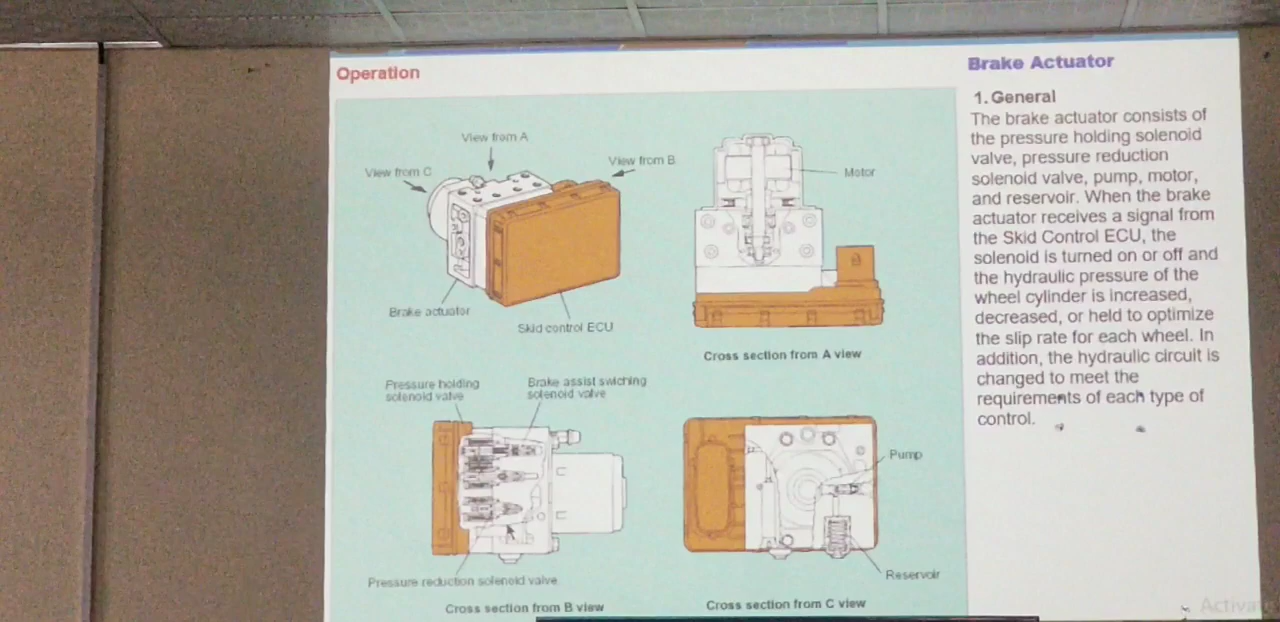 Operation
View from A
View from C
View from B
Brake actuator
Skid control ECU
Motor
Cross section from A view
Pressure holding
solenoid valve
Brake assist swiching
solenoid valve
Pressure reduction solenoid valve
Cross section from B view
Pump
Reservoir
Cross section from C view
Brake Actuator
1. General
The brake actuator consists of
the pressure holding solenoid
valve, pressure reduction
solenoid valve, pump, motor,
and reservoir. When the brake
actuator receives a signal from
the Skid Control ECU, the
solenoid is turned on or off and
the hydraulic pressure of the
wheel cylinder is increased,
decreased, or held to optimize
the slip rate for each wheel. In
addition, the hydraulic circuit is
changed to meet the
requirements of each type of
control.